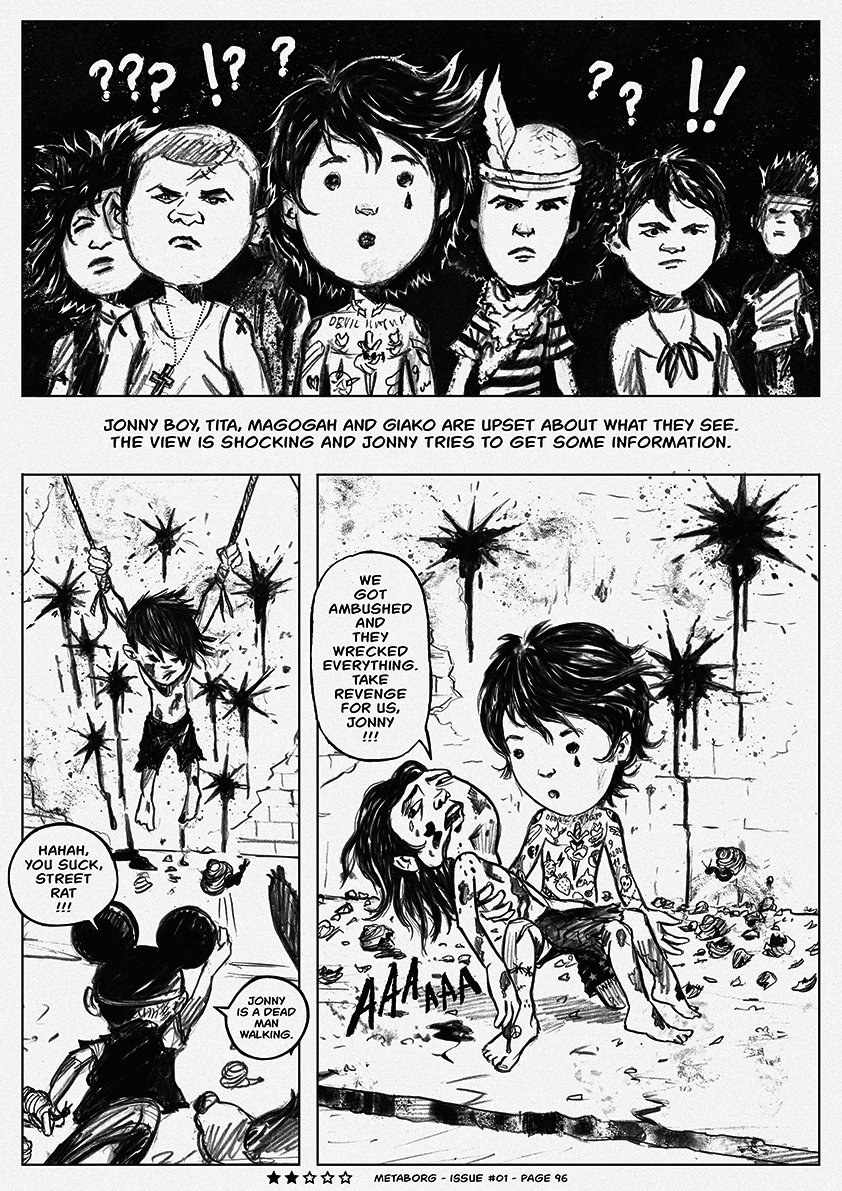 ??? !? ?
? ? !!
JONNY BOY, TITA, MAGOGAH AND GIAKO ARE UPSET ABOUT WHAT THEY SEE.
THE VIEW IS SHOCKING AND JONNY TRIES TO GET SOME INFORMATION.
HAHAH,
YOU SUCK,
STREET
RAT
!!!
JONNY
IS A DEAD
MAN
WALKING.
WE
GOT
AMBUSHED
AND
THEY
WRECKED
EVERYTHING.
TAKE
REVENGE
FOR US,
JONNY
!!!
AAAAAA
METABORG - ISSUE #01 - PAGE 96